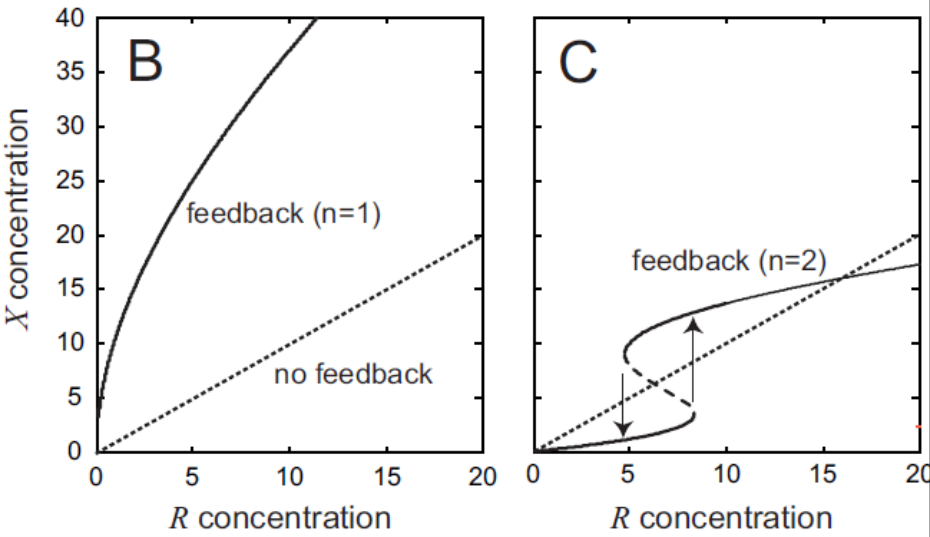 B
40
35
30
25
20
15
10
5
0
X concentration
feedback (n=1)
no feedback
0 5 10 15 20
R concentration
C
feedback (n=2)
0 5 10 15 20
R concentration